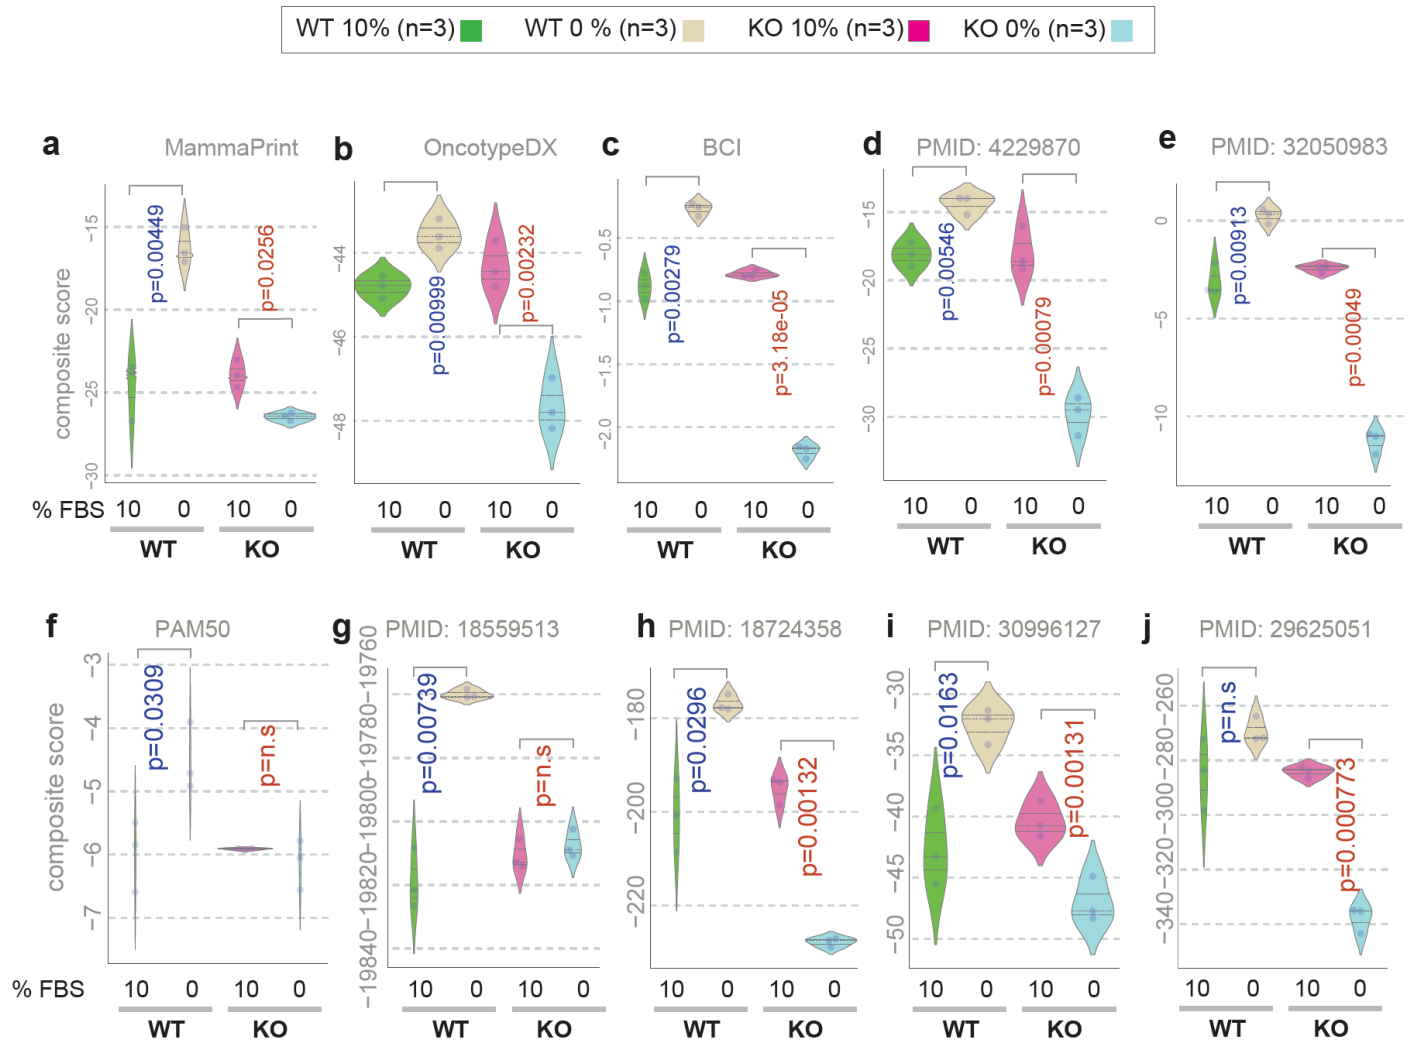 WT 10% (n=3) WT 0 % (n=3) KO 10% (n=3) KO 0% (n=3)
a MammaPrint
composite score
−15
−20
−25
−30
p=0.00449
p=0.0256
b OncotypeDX
−44
−46
−48
p=0.00999
p=0.00232
c BCI
−0.5
−1.0
−1.5
−2.0
p=0.00279
p=3.18e-05
d PMID: 4229870
−15
−20
−25
−30
p=0.00546
p=0.00079
e PMID: 32050983
0
−5
−10
p=0.00913
p=0.00049
% FBS 10 0 10 0 10 0 10 0 10 0 10 0 10 0 10 0 10 0 10 0
WT KO WT KO WT KO WT KO WT KO
f PAM50
composite score
−3
−4
−5
−6
−7
p=0.0309
p=n.s
g PMID: 18559513
−19760
−19780
−19800
−19820
−19840
p=0.00739
p=n.s
h PMID: 18724358
−180
−200
−220
p=0.0296
p=0.00132
i PMID: 30996127
−30
−35
−40
−45
−50
p=0.0163
p=0.00131
j PMID: 29625051
−260
−280
−300
−320
−340
p=n.s
p=0.000773
% FBS 10 0 10 0 10 0 10 0 10 0 10 0 10 0 10 0 10 0 10 0
WT KO WT KO WT KO WT KO WT KO